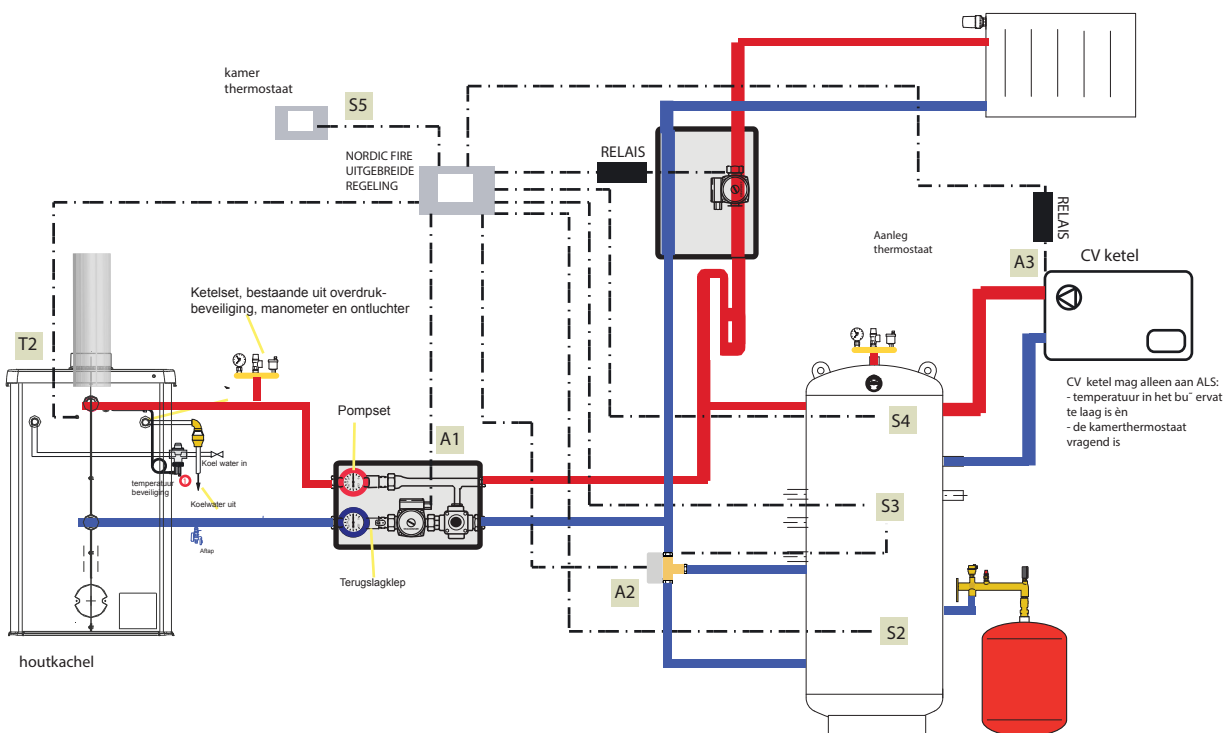 kamer
thermostaat
S5
NORDIC FIRE
UITGEBREIDE
REGELING
RELAIS
RELAIS
Aanleg
thermostaat
A3
CV ketel
Ketelset, bestaande uit overdruk-
beveiliging, manometer en ontluchter
T2
CV ketel mag alleen aan ALS:
- temperatuur in het bu¯ ervat
te laag is èn
- de kamerthermostaat
vragend is
Pompset
A1
S4
Koel water in
temperatuur
beveiliging
Koelwater uit
S3
Aftap
Terugslagklep
A2
S2
houtkachel